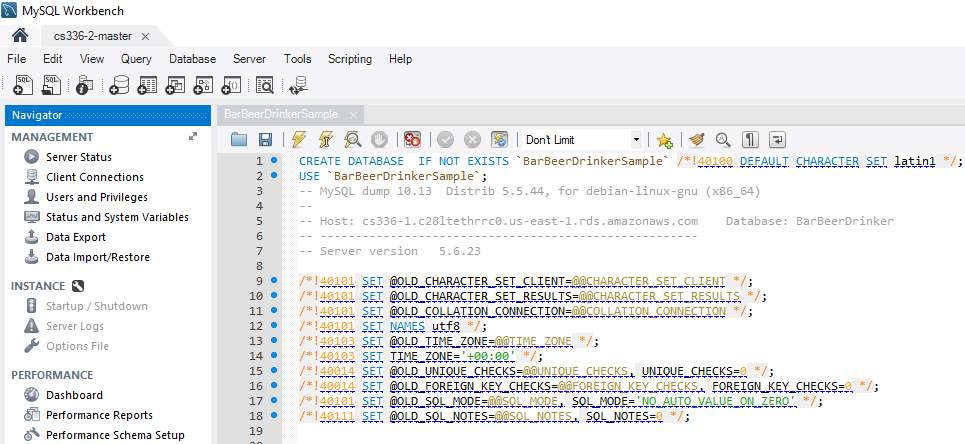 MySQL Workbench
cs336-2-master
File Edit View Query Database Server Tools Scripting Help
Navigator
MANAGEMENT
Server Status
Client Connections
Users and Privileges
Status and System Variables
Data Export
Data Import/Restore
INSTANCE
Startup / Shutdown
Server Logs
Options File
PERFORMANCE
Dashboard
Performance Reports
Performance Schema Setup
BarBeerDrinkerSample
Don't Limit
1 CREATE DATABASE  IF NOT EXISTS `BarBeerDrinkerSample` /*!40100 DEFAULT CHARACTER SET latin1 */;
2 USE `BarBeerDrinkerSample`;
3 -- MySQL dump 10.13  Distrib 5.5.44, for debian-linux-gnu (x86_64)
4 --
5 -- Host: cs336-1.c28ltethrrc0.us-east-1.rds.amazonaws.com    Database: BarBeerDrinker
6 -- ------------------------------------------------------
7 -- Server version   5.6.23
8
9 /*!40101 SET @OLD_CHARACTER_SET_CLIENT=@@CHARACTER_SET_CLIENT */;
10 /*!40101 SET @OLD_CHARACTER_SET_RESULTS=@@CHARACTER_SET_RESULTS */;
11 /*!40101 SET @OLD_COLLATION_CONNECTION=@@COLLATION_CONNECTION */;
12 /*!40101 SET NAMES utf8 */;
13 /*!40103 SET @OLD_TIME_ZONE=@@TIME_ZONE */;
14 /*!40103 SET TIME_ZONE='+00:00' */;
15 /*!40014 SET @OLD_UNIQUE_CHECKS=@@UNIQUE_CHECKS, UNIQUE_CHECKS=0 */;
16 /*!40014 SET @OLD_FOREIGN_KEY_CHECKS=@@FOREIGN_KEY_CHECKS, FOREIGN_KEY_CHECKS=0 */;
17 /*!40101 SET @OLD_SQL_MODE=@@SQL_MODE, SQL_MODE='NO_AUTO_VALUE_ON_ZERO' */;
18 /*!40111 SET @OLD_SQL_NOTES=@@SQL_NOTES, SQL_NOTES=0 */;
19